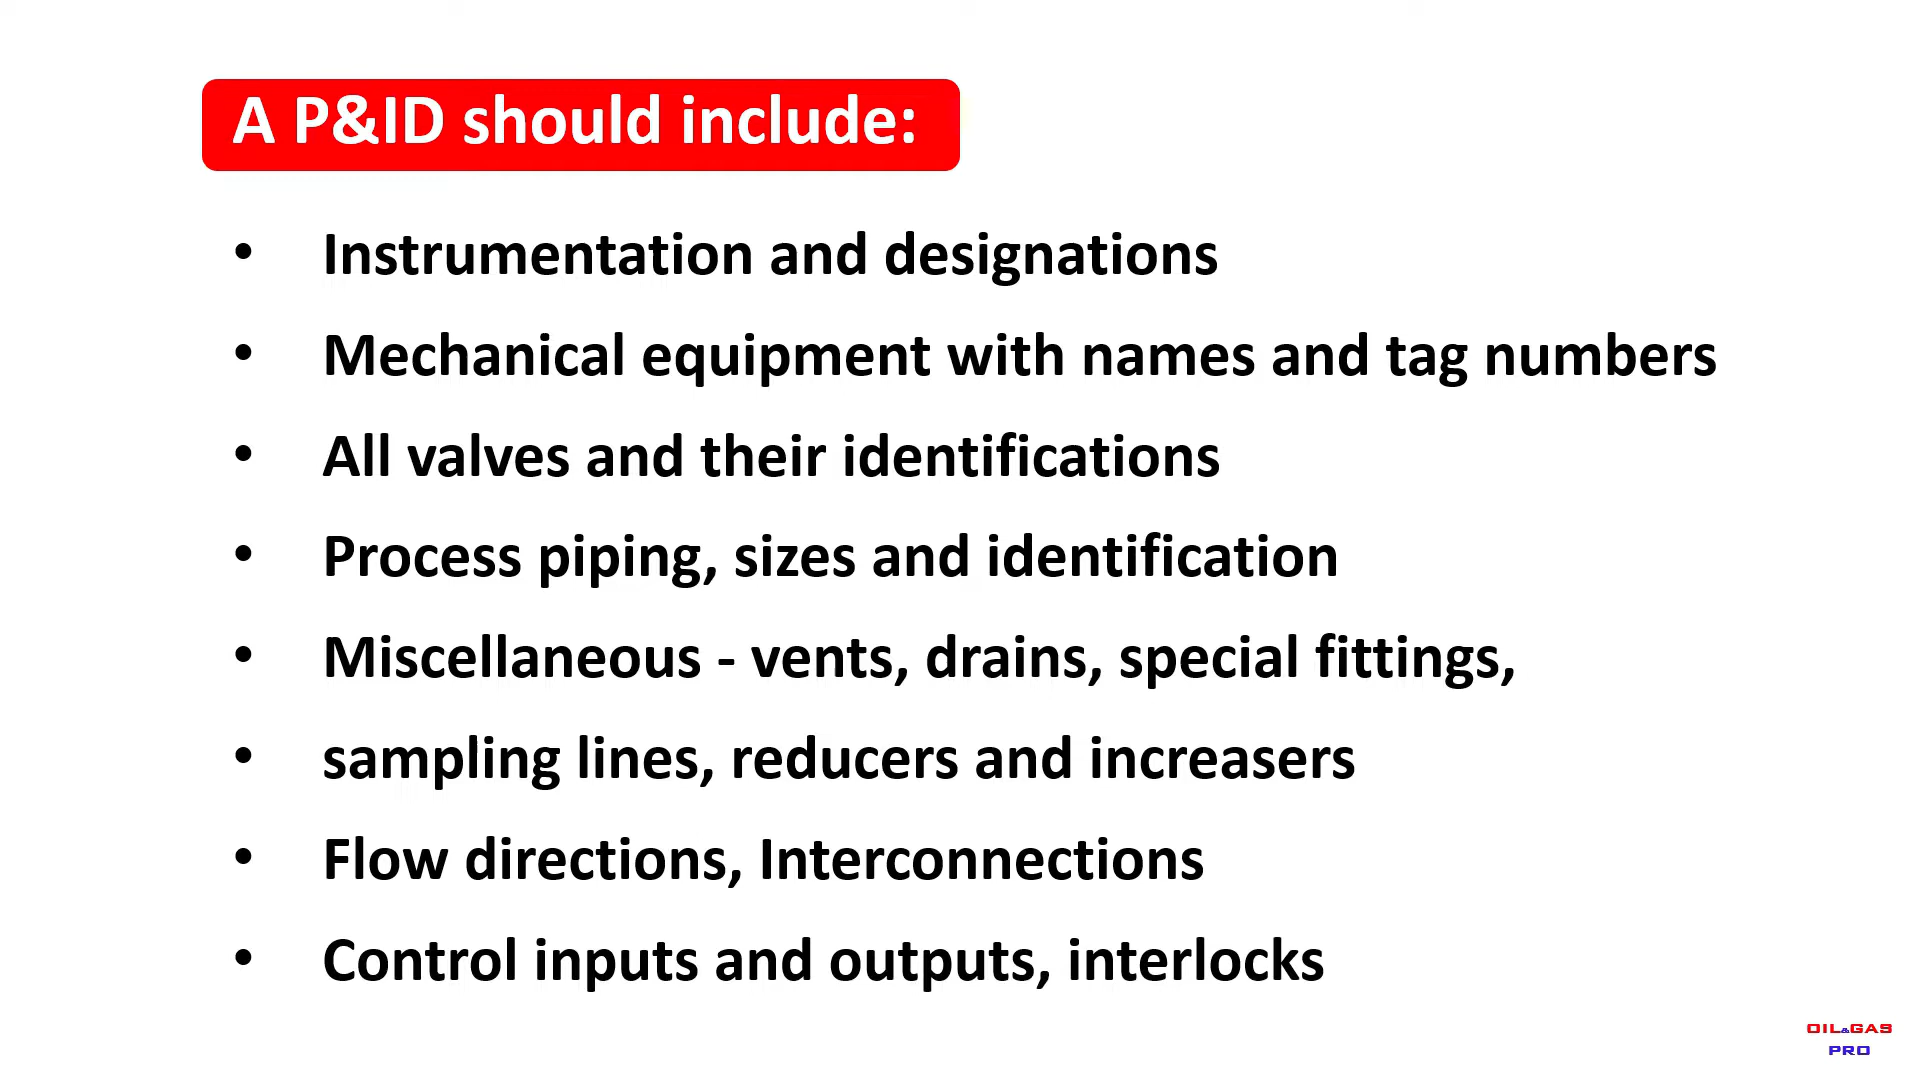 A P&ID should include:
• Instrumentation and designations
• Mechanical equipment with names and tag numbers
• All valves and their identifications
• Process piping, sizes and identification
• Miscellaneous - vents, drains, special fittings,
• sampling lines, reducers and increasers
• Flow directions, Interconnections
• Control inputs and outputs, interlocks
OIL&GAS
PRO